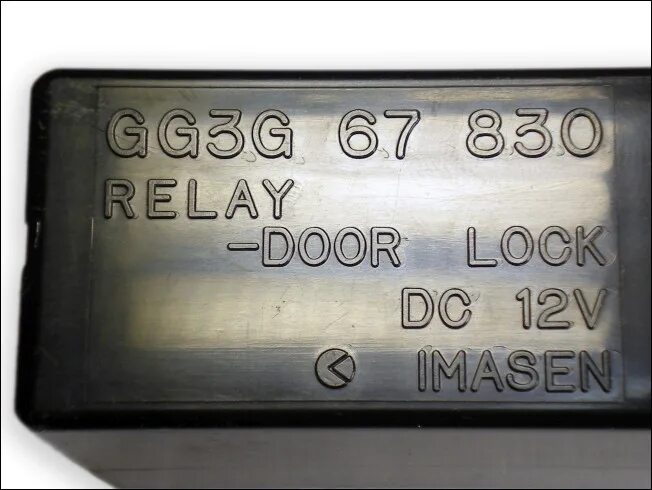 GG3G 67 830
RELAY
-DOOR LOCK
DC 12V
IMASEN